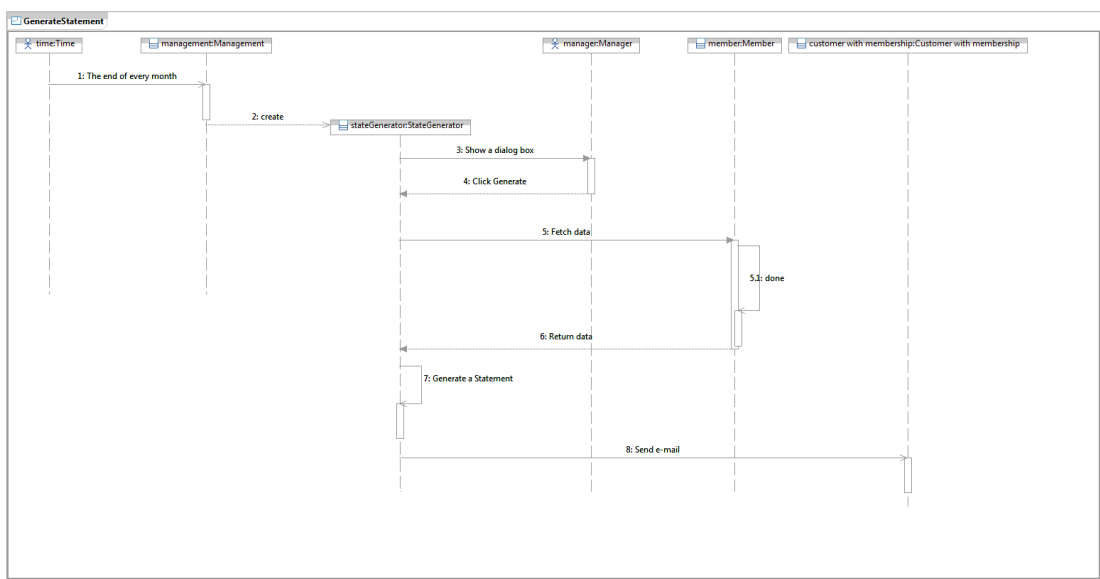 GenerateStatement
time:Time
management:Management
manager:Manager
member:Member
customer with membership:Customer with membership
1: The end of every month
2: create
stateGenerator:StateGenerator
3: Show a dialog box
4: Click Generate
5: Fetch data
5.1: done
6: Return data
7: Generate a Statement
8: Send e-mail